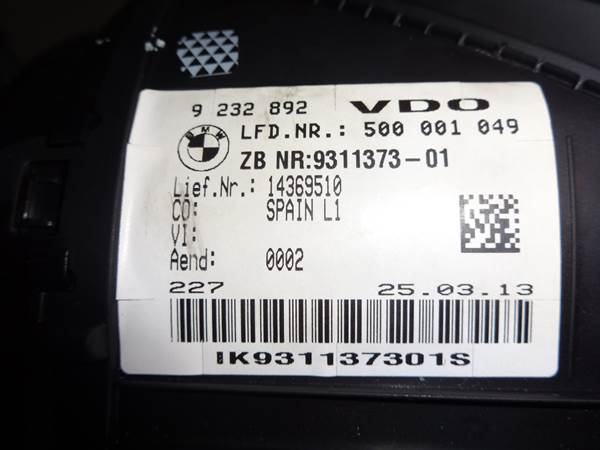 9 232 892 VDO
BMW LFD.NR.: 500 001 049
ZB NR:9311373-01
Lief.Nr.: 14369510
CO: SPAIN L1
VI:
Aend: 0002
227 25.03.13
IK931137301S